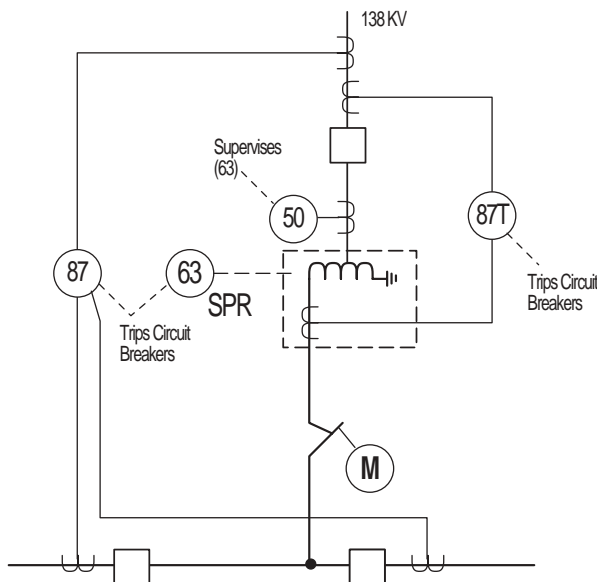 138 KV
Supervises
(63)
50
87T
87
63
SPR
Trips Circuit
Breakers
Trips Circuit
Breakers
M